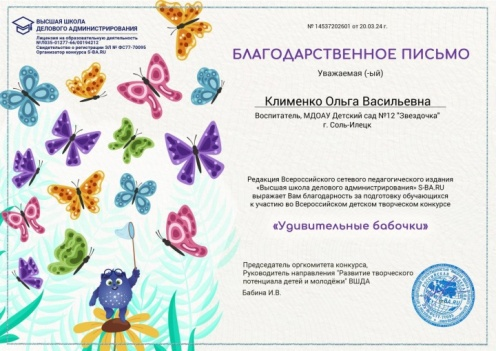 ВЫСШАЯ ШКОЛА
ДЕЛОВОГО АДМИНИСТРИРОВАНИЯ
Лицензия на образовательную деятельность
№Л035-01277-66/00194212
Свидетельство о регистрации ЭЛ № ФС77-70095
Организатор конкурса S-BA.RU
№ 14537202601 от 20.03.24 г.
БЛАГОДАРСТВЕННОЕ ПИСЬМО
Уважаемая (-ый)
Клименко Ольга Васильевна
Воспитатель, МДОАУ Детский сад №12 "Звездочка"
г. Соль-Илецк
Редакция Всероссийского сетевого педагогического издания
«Высшая школа делового администрирования» S-BA.RU
выражает Вам благодарность за подготовку обучающихся
к участию во Всероссийском детском творческом конкурсе
«Удивительные бабочки»
Председатель оргкомитета конкурса,
Руководитель направления "Развитие творческого
потенциала детей и молодёжи" ВШДА
Бабина И.В.
S-BA.RU